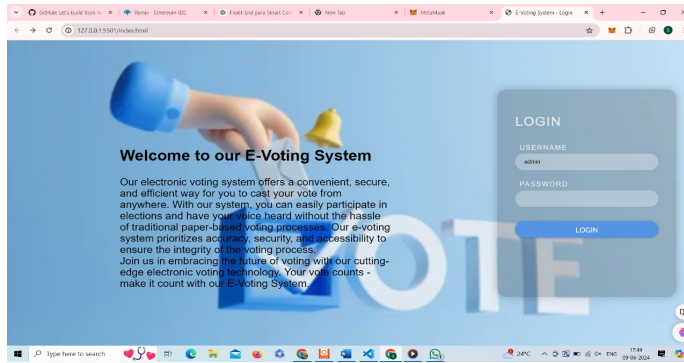 GitHub: Let's build from he
Remix - Ethereum IDE
Front-End para Smart Con
New Tab
MetaMask
E-Voting System - Login
127.0.0.1:5501/index.html
Welcome to our E-Voting System
Our electronic voting system offers a convenient, secure,
and efficient way for you to cast your vote from
anywhere. With our system, you can easily participate in
elections and have your voice heard without the hassle
of traditional paper-based voting processes. Our e-voting
system prioritizes accuracy, security, and accessibility to
ensure the integrity of the voting process.
Join us in embracing the future of voting with our cutting-
edge electronic voting technology. Your vote counts -
make it count with our E-Voting System.
VOTE
LOGIN
USERNAME
admin
PASSWORD
LOGIN
Type here to search
24°C
ENG
17:49
09-06-2024